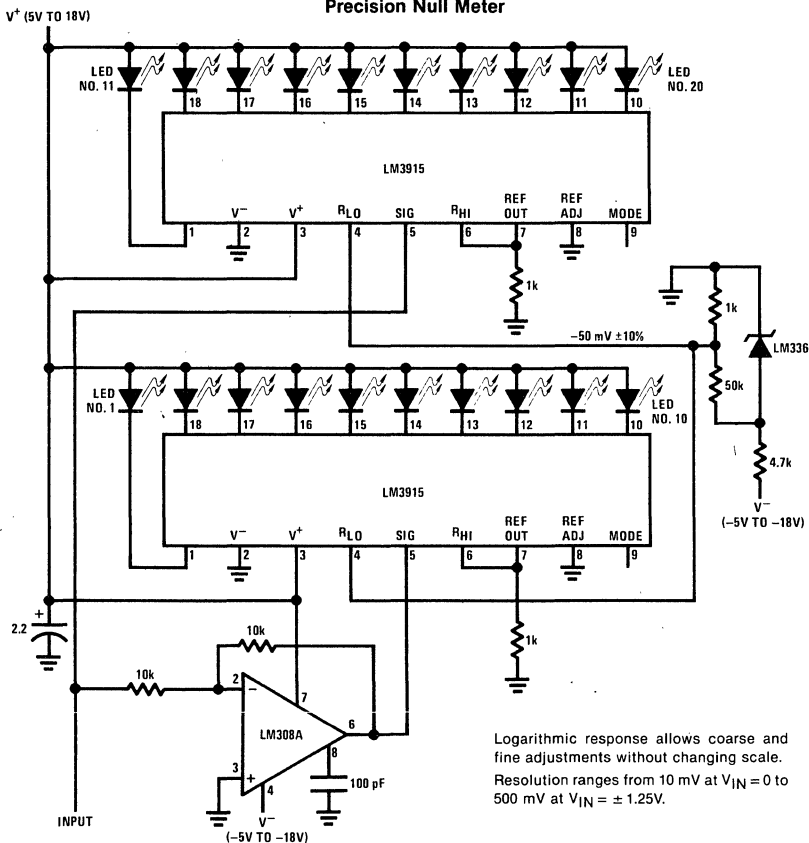 Precision Null Meter
V+ (5V TO 18V)
LED
NO. 11
LED
NO. 20
18 17 16 15 14 13 12 11 10
LM3915
V− V+ RLO SIG RHI REF OUT REF ADJ MODE
1 2 3 4 5 6 7 8 9
1k
−50 mV ±10%
1k
LM336
50k
4.7k
V−
(−5V TO −18V)
LED
NO. 1
LED
NO. 10
18 17 16 15 14 13 12 11 10
LM3915
V− V+ RLO SIG RHI REF OUT REF ADJ MODE
1 2 3 4 5 6 7 8 9
1k
+
2.2
10k
10k
2
−
7
LM308A
6
8
3
+
4
100 pF
V−
(−5V TO −18V)
INPUT
Logarithmic response allows coarse and
fine adjustments without changing scale.
Resolution ranges from 10 mV at VIN = 0 to
500 mV at VIN = ± 1.25V.